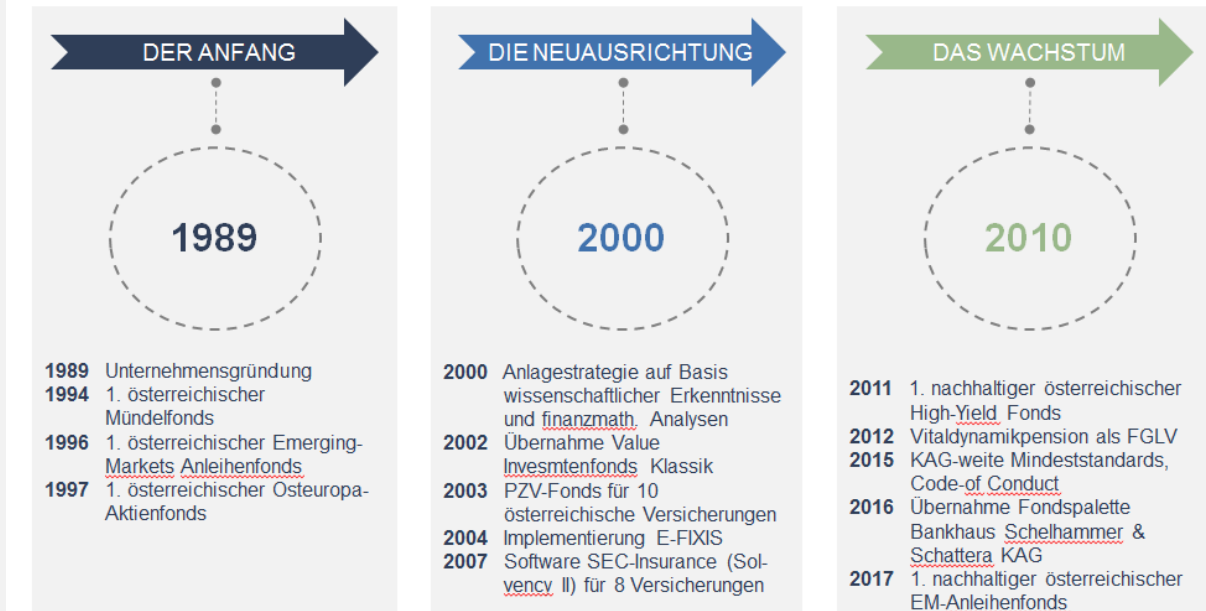 DER ANFANG
1989
1989 Unternehmensgründung
1994 1. österreichischer
Mündelfonds
1996 1. österreichischer Emerging-
Markets Anleihenfonds
1997 1. österreichischer Osteuropa-
Aktienfonds
DIE NEUAUSRICHTUNG
2000
2000 Anlagestrategie auf Basis
wissenschaftlicher Erkenntnisse
und finanzmath. Analysen
2002 Übernahme Value
Invesmtenfonds Klassik
2003 PZV-Fonds für 10
österreichische Versicherungen
2004 Implementierung E-FIXIS
2007 Software SEC-Insurance (Sol-
vency II) für 8 Versicherungen
DAS WACHSTUM
2010
2011 1. nachhaltiger österreichischer
High-Yield Fonds
2012 Vitaldynamikpension als FGLV
2015 KAG-weite Mindeststandards,
Code-of Conduct
2016 Übernahme Fondspalette
Bankhaus Schelhammer &
Schattera KAG
2017 1. nachhaltiger österreichischer
EM-Anleihenfonds